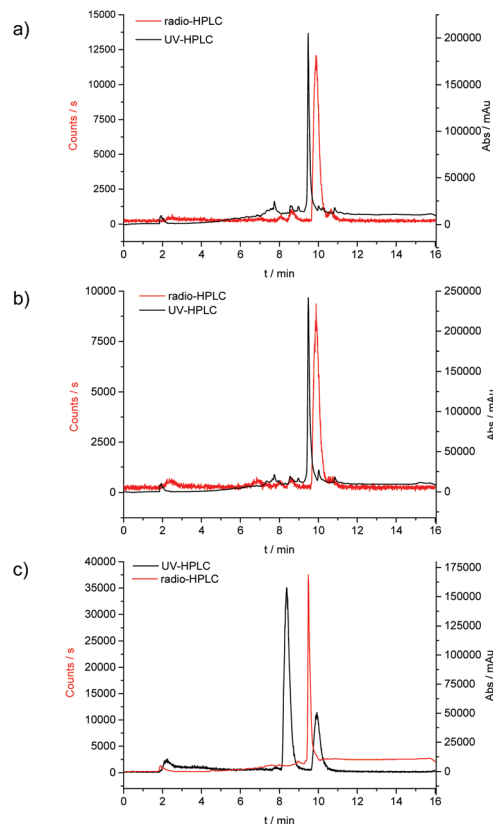 a)
radio-HPLC
UV-HPLC
15000
12500
10000
7500
5000
2500
0
Counts / s
200000
150000
100000
50000
0
Abs / mAu
0 2 4 6 8 10 12 14 16
t / min
b)
radio-HPLC
UV-HPLC
10000
7500
5000
2500
0
Counts / s
250000
200000
150000
100000
50000
0
Abs / mAu
0 2 4 6 8 10 12 14 16
t / min
c)
UV-HPLC
radio-HPLC
40000
35000
30000
25000
20000
15000
10000
5000
0
Counts / s
175000
150000
125000
100000
75000
50000
25000
0
Abs / mAu
0 2 4 6 8 10 12 14 16
t / min